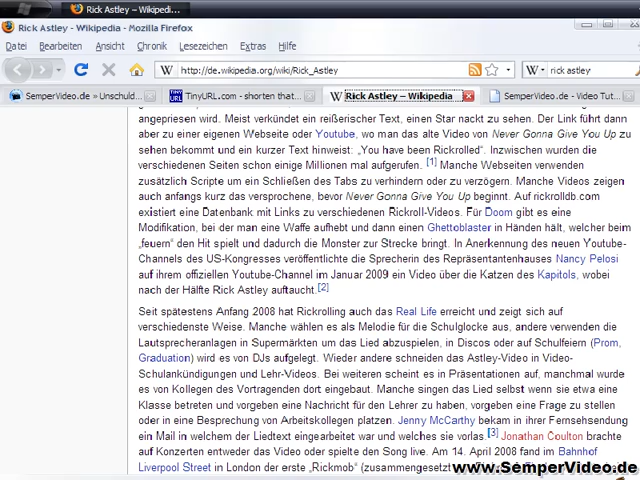 Rick Astley – Wikipedi...
Rick Astley - Wikipedia - Mozilla Firefox
Datei Bearbeiten Ansicht Chronik Lesezeichen Extras Hilfe
http://de.wikipedia.org/wiki/Rick_Astley
rick astley
SemperVideo.de » Unschuld...
TinyURL.com - shorten that...
Rick Astley – Wikipedia
SemperVideo.de - Video Tut...
angepriesen wird. Meist verkündet ein reißerischer Text, einen Star nackt zu sehen. Der Link führt dann
aber zu einer eigenen Webseite oder Youtube, wo man das alte Video von Never Gonna Give You Up zu
sehen bekommt und ein kurzer Text hinweist: „You have been Rickrolled". Inzwischen wurden die
verschiedenen Seiten schon einige Millionen mal aufgerufen. [1] Manche Webseiten verwenden
zusätzlich Scripte um ein Schließen des Tabs zu verhindern oder zu verzögern. Manche Videos zeigen
auch anfangs kurz das versprochene, bevor Never Gonna Give You Up beginnt. Auf rickrolldb.com
existiert eine Datenbank mit Links zu verschiedenen Rickroll-Videos. Für Doom gibt es eine
Modifikation, bei der man eine Waffe aufhebt und dann einen Ghettoblaster in Händen hält, welcher beim
„feuern" den Hit spielt und dadurch die Monster zur Strecke bringt. In Anerkennung des neuen Youtube-
Channels des US-Kongresses veröffentlichte die Sprecherin des Repräsentantenhauses Nancy Pelosi
auf ihrem offiziellen Youtube-Channel im Januar 2009 ein Video über die Katzen des Kapitols, wobei
nach der Hälfte Rick Astley auftaucht.[2]
Seit spätestens Anfang 2008 hat Rickrolling auch das Real Life erreicht und zeigt sich auf
verschiedenste Weise. Manche wählen es als Melodie für die Schulglocke aus, andere verwenden die
Lautsprecheranlagen in Supermärkten um das Lied abzuspielen, in Discos oder auf Schulfeiern (Prom,
Graduation) wird es von DJs aufgelegt. Wieder andere schneiden das Astley-Video in Video-
Schulankündigungen und Lehr-Videos. Bei weiteren scheint es in Präsentationen auf, manchmal wurde
es von Kollegen des Vortragenden dort eingebaut. Manche singen das Lied selbst wenn sie etwa eine
Klasse betreten und vorgeben eine Nachricht für den Lehrer zu haben, vorgeben eine Frage zu stellen
oder in eine Besprechung von Arbeitskollegen platzen. Jenny McCarthy bekam in ihrer Fernsehsendung
ein Mail in welchem der Liedtext eingearbeitet war und welches sie vorlas.[3] Jonathan Coulton brachte
auf Konzerten entweder das Video oder spielte den Song live. Am 14. April 2008 fand im Bahnhof
Liverpool Street in London der erste „Rickmob" (zusammengesetzt
www.SemperVideo.de